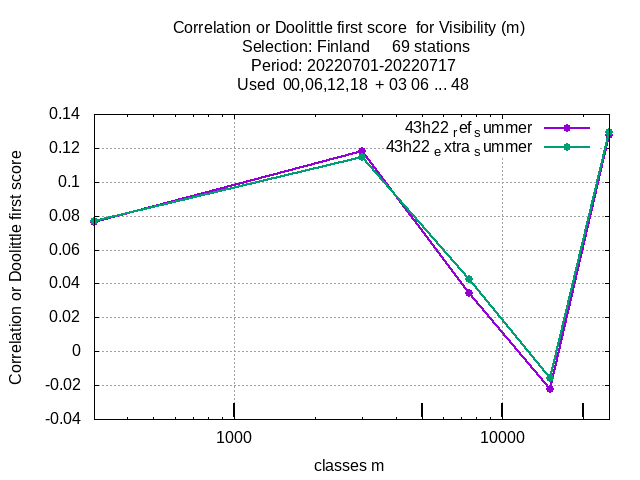 Correlation or Doolittle first score  for Visibility (m)
Selection: Finland     69 stations
Period: 20220701-20220717
Used  00,06,12,18  + 03 06 ... 48
Correlation or Doolittle first score
0.14
0.12
0.1
0.08
0.06
0.04
0.02
0
-0.02
-0.04
43h22 ref summer
43h22 extra summer
1000
10000
classes m